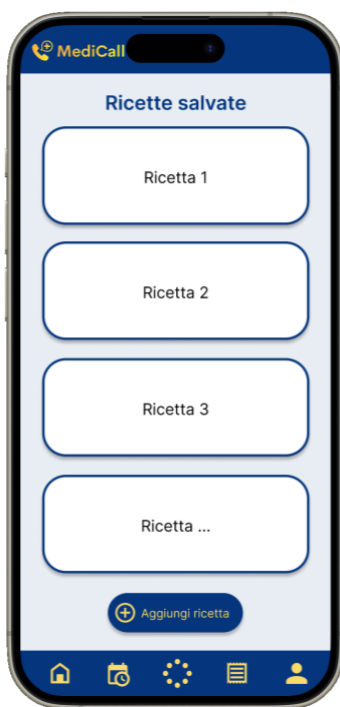 MediCall
Ricette salvate
Ricetta 1
Ricetta 2
Ricetta 3
Ricetta ...
Aggiungi ricetta